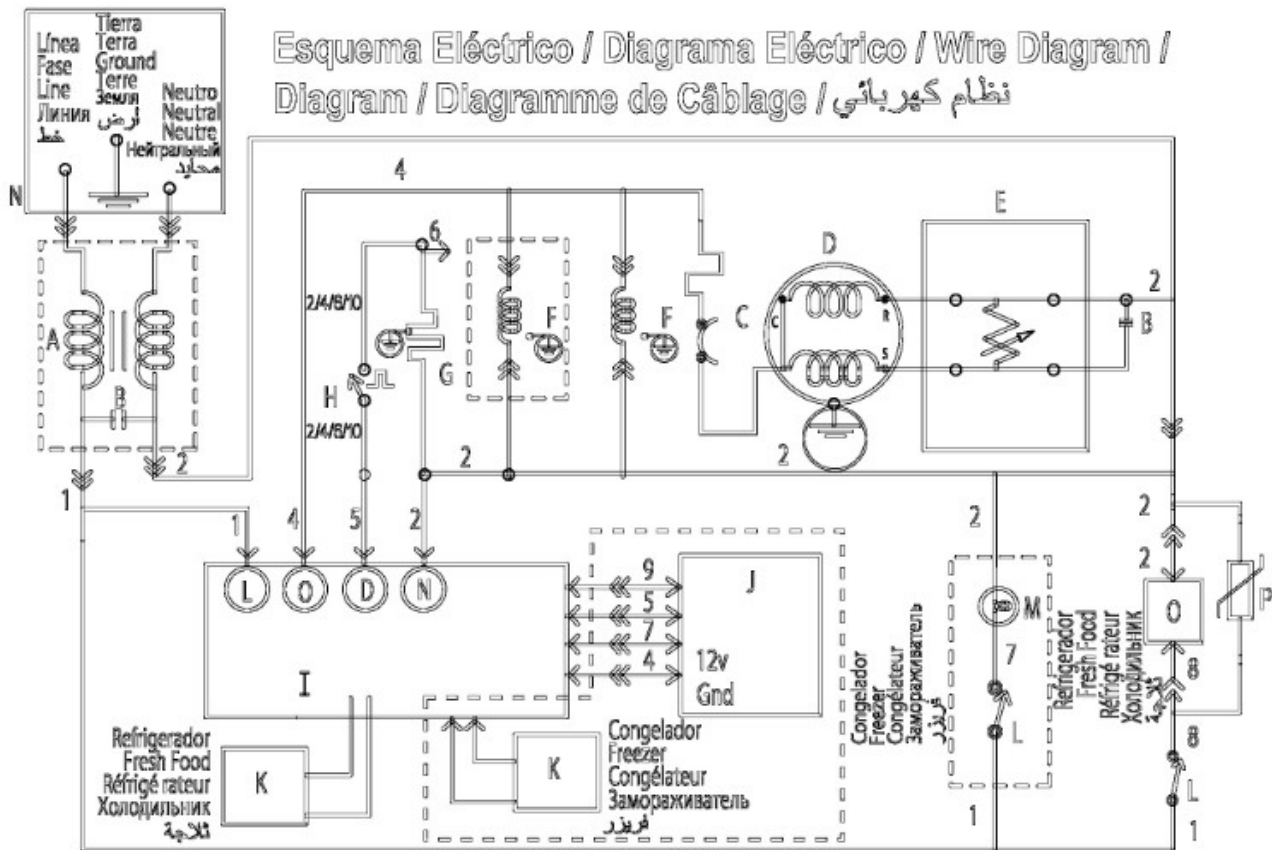 Esquema Eléctrico / Diagrama Eléctrico / Wire Diagram /
Diagram / Diagramme de Câblage / نظام كهربائي
Línea
Fase
Line
Линия
خط
Tierra
Terra
Ground
Terre
Земля
أرض
Neutro
Neutral
Neutre
Нейтральный
محايد
N
4
6
E
D
2
2/4/6/10
F
F
C
C
R
S
B
A
G
H
B
2/4/6/10
2
2
2
1
1
4
5
2
2
2
L
O
D
N
9
5
7
4
J
12v
Gnd
I
M
7
L
2
O
P
8
8
L
1
1
Refrigerador
Fresh Food
Réfrigé rateur
Холодильник
ثلاجة
K
K
Congelador
Freezer
Congélateur
Замораживатель
فريزر
Congelador
Freezer
Congélateur
Замораживатель
فريزر
Refrigerador
Fresh Food
Réfrigé rateur
Холодильник
ثلاجة